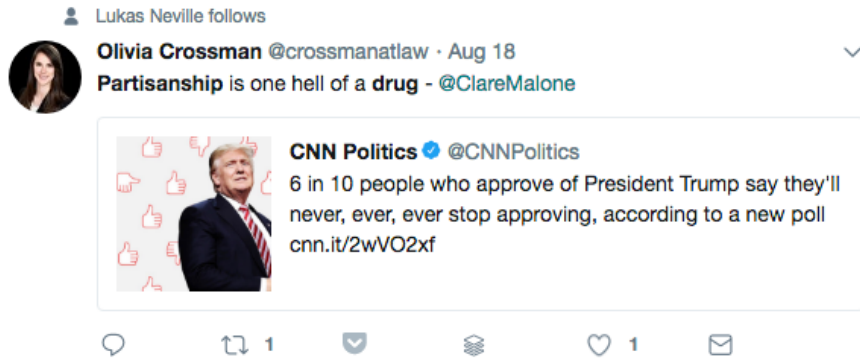 Lukas Neville follows
Olivia Crossman @crossmanatlaw · Aug 18
Partisanship is one hell of a drug - @ClareMalone
CNN Politics @CNNPolitics
6 in 10 people who approve of President Trump say they'll
never, ever, ever stop approving, according to a new poll
cnn.it/2wVO2xf
1 1